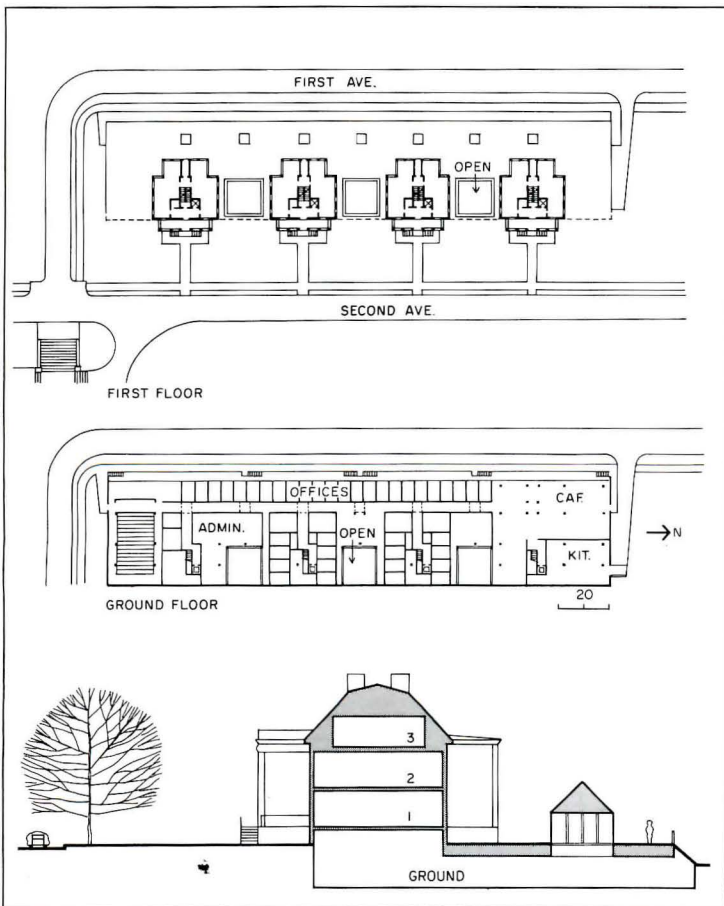 FIRST AVE.
OPEN
SECOND AVE.
FIRST FLOOR
OFFICES
CAF.
ADMIN.
OPEN
KIT.
N
GROUND FLOOR
20
3
2
1
GROUND